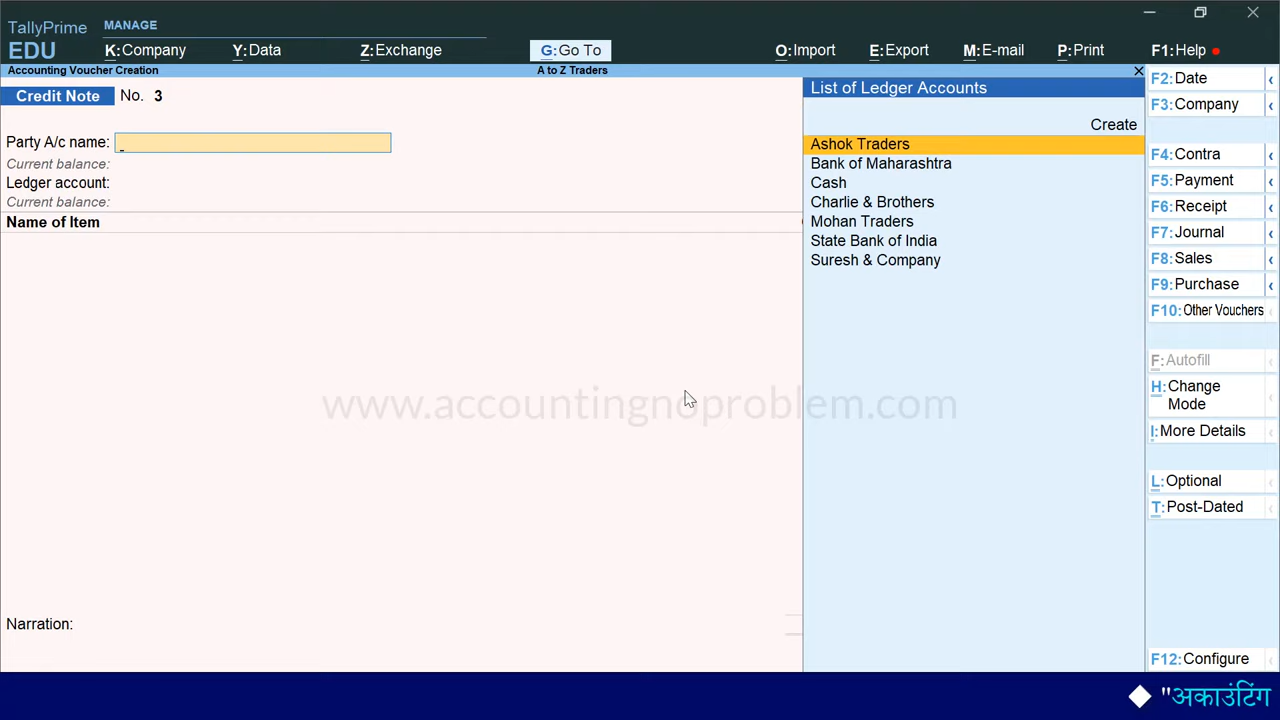 TallyPrime
EDU
MANAGE
K:Company Y:Data Z:Exchange G:Go To O:Import E:Export M:E-mail P:Print F1:Help
Accounting Voucher Creation A to Z Traders
Credit Note No. 3
Party A/c name:
Current balance:
Ledger account:
Current balance:
Name of Item
Narration:
List of Ledger Accounts
Create
Ashok Traders
Bank of Maharashtra
Cash
Charlie & Brothers
Mohan Traders
State Bank of India
Suresh & Company
F2:Date
F3:Company
F4:Contra
F5:Payment
F6:Receipt
F7:Journal
F8:Sales
F9:Purchase
F10:Other Vouchers
F:Autofill
H:Change
Mode
I:More Details
L:Optional
T:Post-Dated
F12:Configure
www.accountingnoproblem.com
"अकाउंटिंग